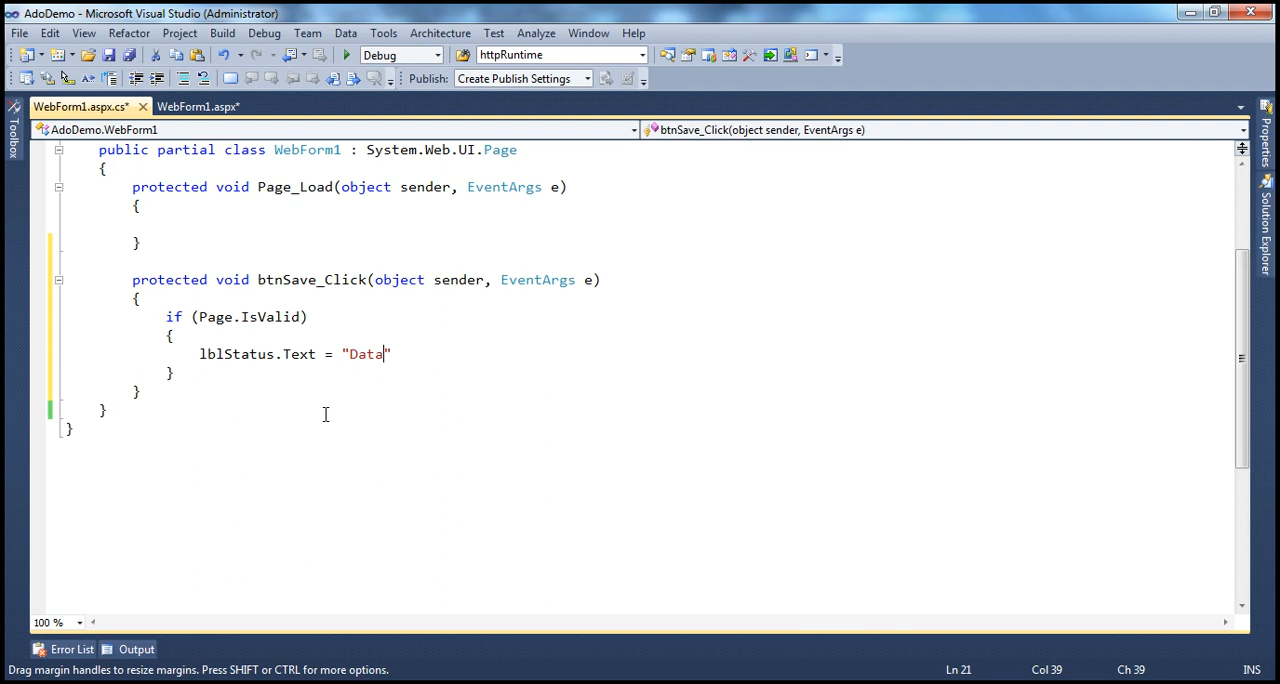 AdoDemo - Microsoft Visual Studio (Administrator)
File Edit View Refactor Project Build Debug Team Data Tools Architecture Test Analyze Window Help
Debug httpRuntime
Publish: Create Publish Settings
WebForm1.aspx.cs* WebForm1.aspx*
AdoDemo.WebForm1 btnSave_Click(object sender, EventArgs e)
Toolbox
Properties
Solution Explorer
public partial class WebForm1 : System.Web.UI.Page
{
protected void Page_Load(object sender, EventArgs e)
{
}
protected void btnSave_Click(object sender, EventArgs e)
{
if (Page.IsValid)
{
lblStatus.Text = "Data"
}
}
}
}
100 %
Error List Output
Drag margin handles to resize margins. Press SHIFT or CTRL for more options. Ln 21 Col 39 Ch 39 INS